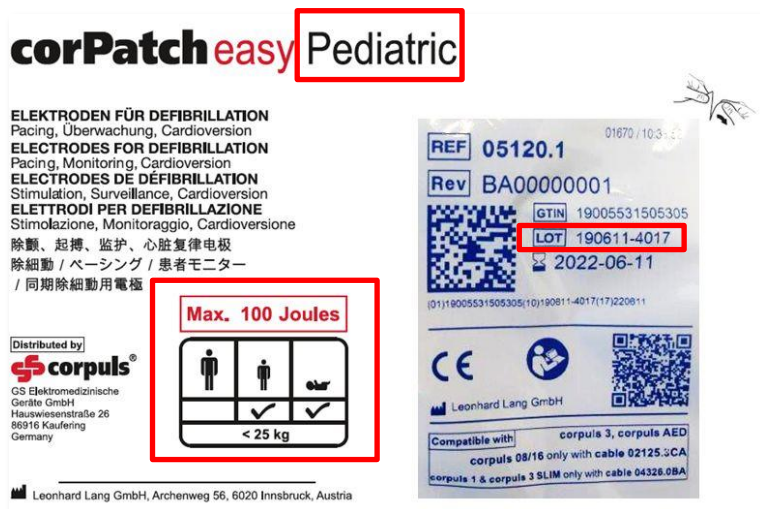 corPatch easy Pediatric
ELEKTRODEN FÜR DEFIBRILLATION
Pacing, Überwachung, Cardioversion
ELECTRODES FOR DEFIBRILLATION
Pacing, Monitoring, Cardioversion
ELECTRODES DE DÉFIBRILLATION
Stimulation, Surveillance, Cardioversion
ELETTRODI PER DEFIBRILLAZIONE
Stimolazione, Monitoraggio, Cardioversione
除颤、起搏、监护、心脏复律电极
除細動 / ペーシング / 患者モニター
/ 同期除細動用電極
Max. 100 Joules
< 25 kg
Distributed by
corpuls®
GS Elektromedizinische
Geräte GmbH
Hauswiesenstraße 26
86916 Kaufering
Germany
Leonhard Lang GmbH, Archenweg 56, 6020 Innsbruck, Austria
REF 05120.1
Rev BA00000001
GTIN 19005531505305
LOT 190611-4017
2022-06-11
(01)19005531505305(10)190611-4017(17)220611
CE
Leonhard Lang GmbH
Compatible with corpuls 3, corpuls AED
corpuls 08/16 only with cable 02125.3CA
corpuls 1 & corpuls 3 SLIM only with cable 04326.0BA